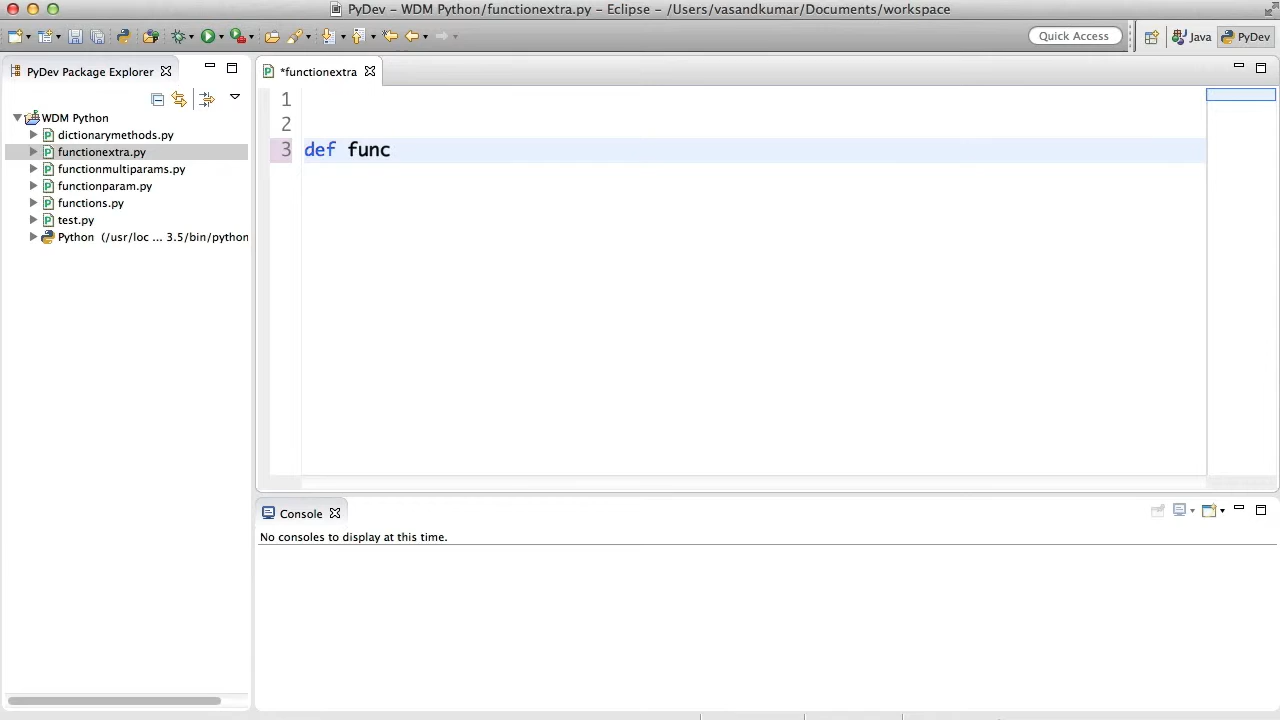 PyDev – WDM Python/functionextra.py – Eclipse – /Users/vasandkumar/Documents/workspace
Quick Access
Java
PyDev
PyDev Package Explorer
*functionextra
WDM Python
dictionarymethods.py
functionextra.py
functionmultiparams.py
functionparam.py
functions.py
test.py
Python (/usr/loc ... 3.5/bin/python
1
2
3 def func
Console
No consoles to display at this time.